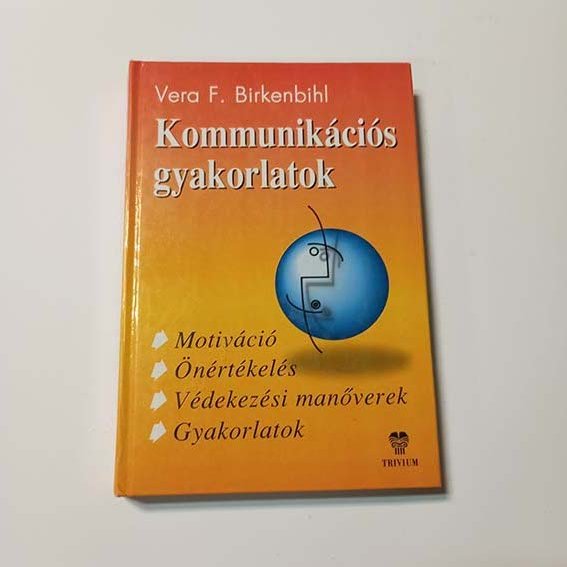 Vera F. Birkenbihl
Kommunikációs
gyakorlatok
Motiváció
Önértékelés
Védekezési manőverek
Gyakorlatok
TRIVIUM